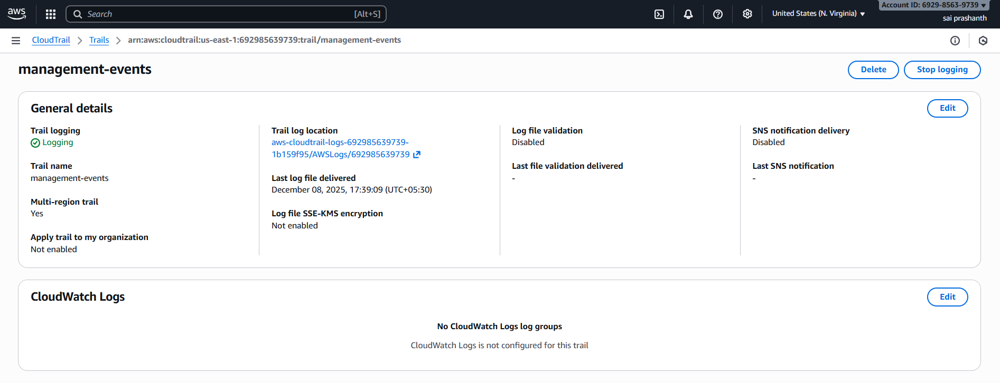 aws
Search
[Alt+S]
United States (N. Virginia)
Account ID: 6929-8563-9739
sai prashanth
CloudTrail
Trails
arn:aws:cloudtrail:us-east-1:692985639739:trail/management-events
management-events
Delete
Stop logging
General details
Edit
Trail logging
Logging
Trail name
management-events
Multi-region trail
Yes
Apply trail to my organization
Not enabled
Trail log location
aws-cloudtrail-logs-692985639739-
1b159f95/AWSLogs/692985639739
Last log file delivered
December 08, 2025, 17:39:09 (UTC+05:30)
Log file SSE-KMS encryption
Not enabled
Log file validation
Disabled
Last file validation delivered
-
SNS notification delivery
Disabled
Last SNS notification
-
CloudWatch Logs
Edit
No CloudWatch Logs log groups
CloudWatch Logs is not configured for this trail